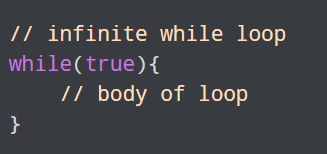 // infinite while loop
while(true){
    // body of loop
}